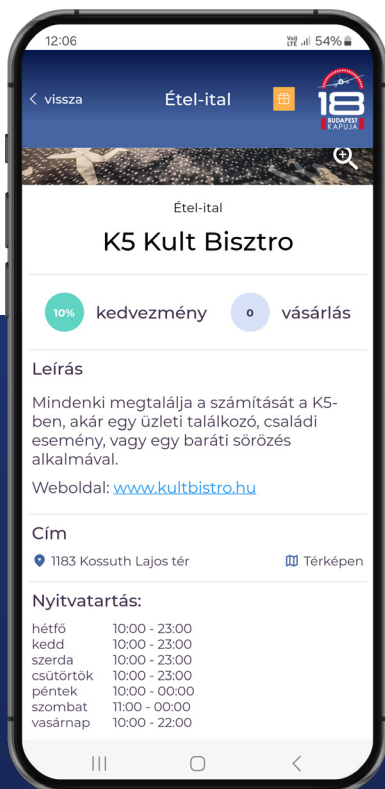 12:06
Vo9) LTE 54%
vissza
Étel-ital
18
BUDAPEST
KAPUJA
Étel-ital
K5 Kult Bisztro
10% kedvezmény
0 vásárlás
Leírás
Mindenki megtalálja a számítását a K5-
ben, akár egy üzleti találkozó, családi
esemény, vagy egy baráti sörözés
alkalmával.
Weboldal: www.kultbistro.hu
Cím
1183 Kossuth Lajos tér
Térképen
Nyitvatartás:
hétfő 10:00 - 23:00
kedd 10:00 - 23:00
szerda 10:00 - 23:00
csütörtök 10:00 - 23:00
péntek 10:00 - 00:00
szombat 11:00 - 00:00
vasárnap 10:00 - 22:00